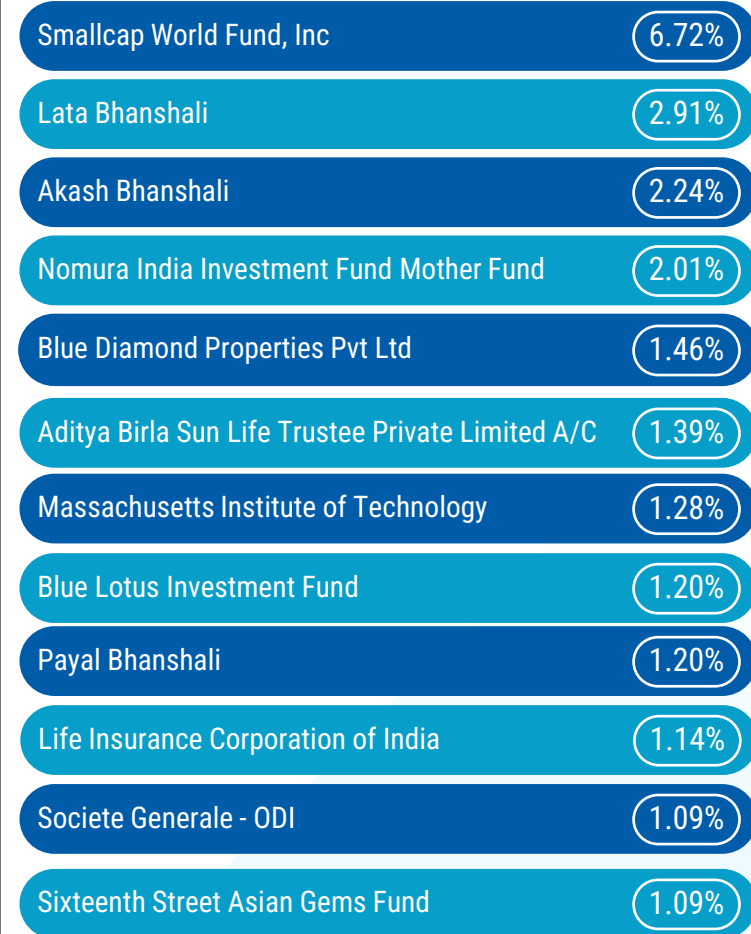 Smallcap World Fund, Inc 6.72%
Lata Bhanshali 2.91%
Akash Bhanshali 2.24%
Nomura India Investment Fund Mother Fund 2.01%
Blue Diamond Properties Pvt Ltd 1.46%
Aditya Birla Sun Life Trustee Private Limited A/C 1.39%
Massachusetts Institute of Technology 1.28%
Blue Lotus Investment Fund 1.20%
Payal Bhanshali 1.20%
Life Insurance Corporation of India 1.14%
Societe Generale - ODI 1.09%
Sixteenth Street Asian Gems Fund 1.09%